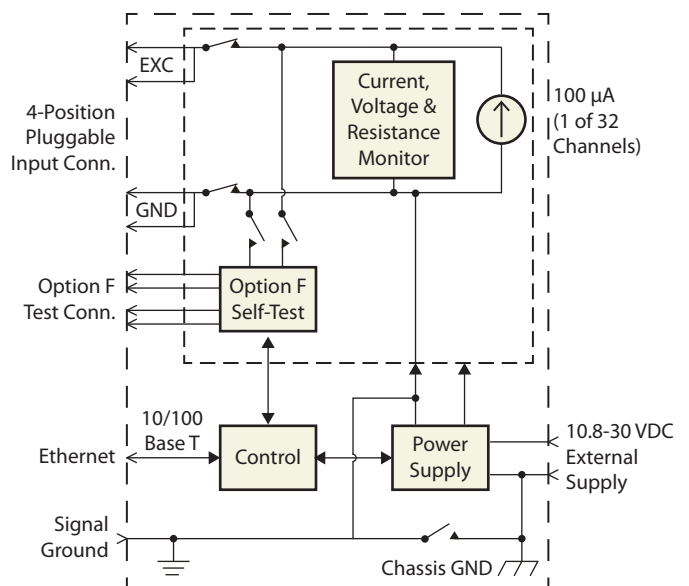 EXC
4-Position
Pluggable
Input Conn.
Current,
Voltage &
Resistance
Monitor
100 µA
(1 of 32
Channels)
GND
Option F
Test Conn.
Option F
Self-Test
10/100
Base T
Ethernet
Control
Power
Supply
10.8-30 VDC
External
Supply
Signal
Ground
Chassis GND